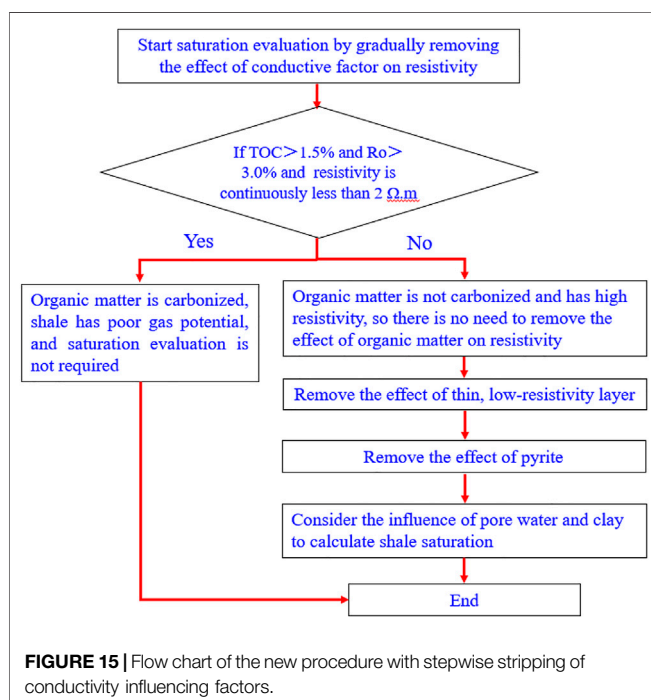 Start saturation evaluation by gradually removing
the effect of conductive factor on resistivity
If TOC＞1.5% and Ro＞
3.0% and resistivity is
continuously less than 2 Ω.m
Yes
No
Organic matter is carbonized,
shale has poor gas potential,
and saturation evaluation is
not required
Organic matter is not carbonized and has high
resistivity, so there is no need to remove the
effect of organic matter on resistivity
Remove the effect of thin, low-resistivity layer
Remove the effect of pyrite
Consider the influence of pore water and clay
to calculate shale saturation
End
FIGURE 15 | Flow chart of the new procedure with stepwise stripping of
conductivity influencing factors.